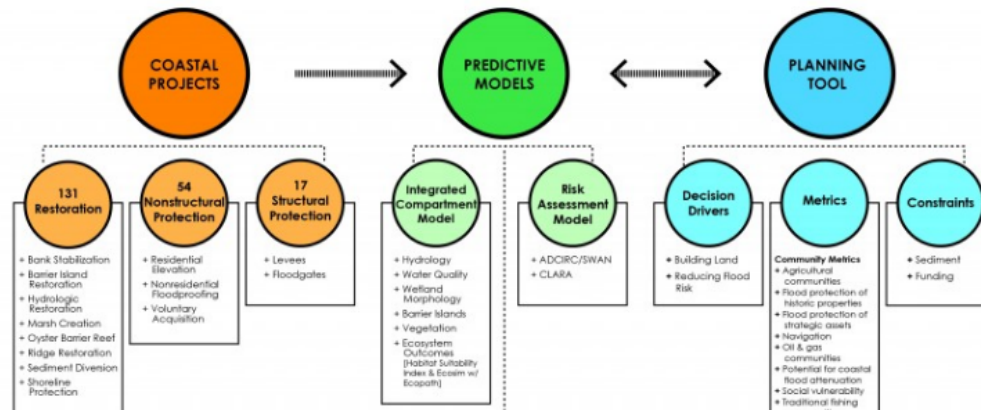 COASTAL
PROJECTS
PREDICTIVE
MODELS
PLANNING
TOOL
131
Restoration
+ Bank Stabilization
+ Barrier Island
Restoration
+ Hydrologic
Restoration
+ Marsh Creation
+ Oyster Barrier Reef
+ Ridge Restoration
+ Sediment Diversion
+ Shoreline
Protection
54
Nonstructural
Protection
+ Residential
Elevation
+ Nonresidential
Floodproofing
+ Voluntary
Acquisition
17
Structural
Protection
+ Levees
+ Floodgates
Integrated
Compartment
Model
+ Hydrology
+ Water Quality
+ Wetland
Morphology
+ Barrier Islands
+ Vegetation
+ Ecosystem
Outcomes
[Habitat Suitability
Index & Ecosim w/
Ecopath]
Risk
Assessment
Model
+ ADCIRC/SWAN
+ CLARA
Decision
Drivers
+ Building Land
+ Reducing Flood
Risk
Metrics
Community Metrics
+ Agricultural
communities
+ Flood protection of
historic properties
+ Flood protection of
strategic assets
+ Navigation
+ Oil & gas
communities
+ Potential for coastal
flood attenuation
+ Social vulnerability
+ Traditional fishing
Constraints
+ Sediment
+ Funding